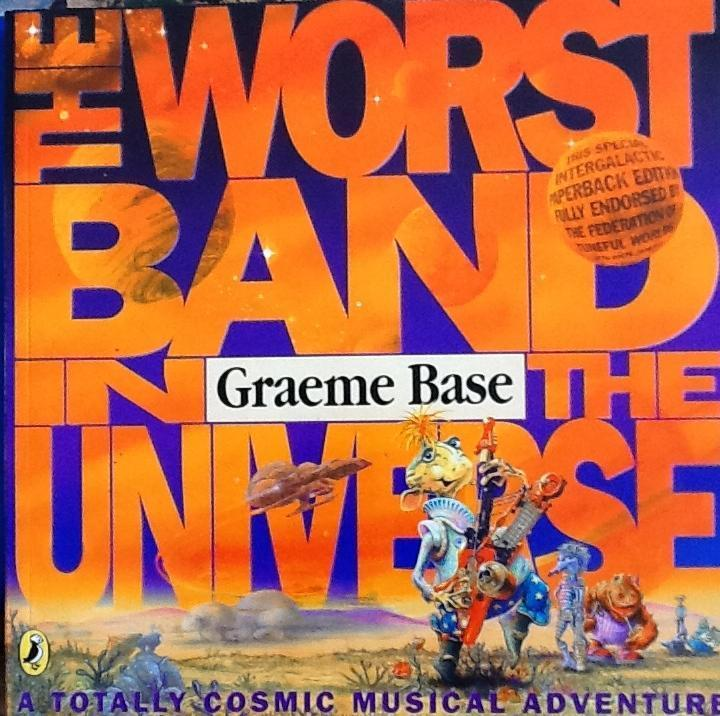 THE WORST
BAND
IN THE
Graeme Base
UNIVERSE
THIS SPECIAL
INTERGALACTIC
PAPERBACK EDITION
FULLY ENDORSED BY
THE FEDERATION OF
TUNEFUL WORLDS
A TOTALLY COSMIC MUSICAL ADVENTURE